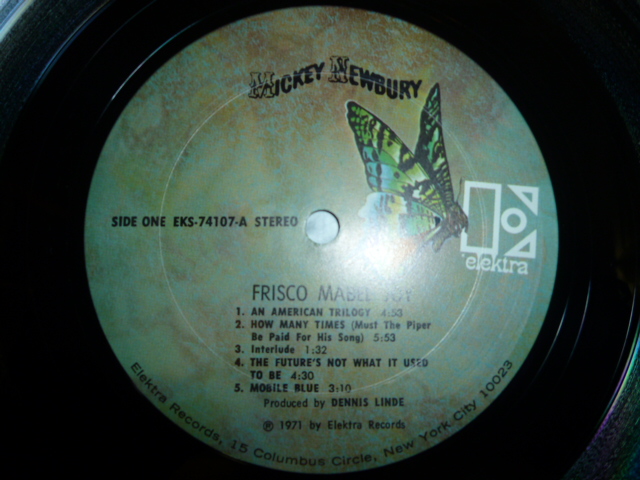 MICKEY NEWBURY
SIDE ONE EKS-74107-A STEREO
elektra
FRISCO MABEL JOY
1. AN AMERICAN TRILOGY 4:53
2. HOW MANY TIMES (Must The Piper
Be Paid For His Song) 5:53
3. Interlude 1:32
4. THE FUTURE'S NOT WHAT IT USED
TO BE 4:30
5. MOBILE BLUE 3:10
Produced by DENNIS LINDE
℗ 1971 by Elektra Records
Elektra Records, 15 Columbus Circle, New York City 10023